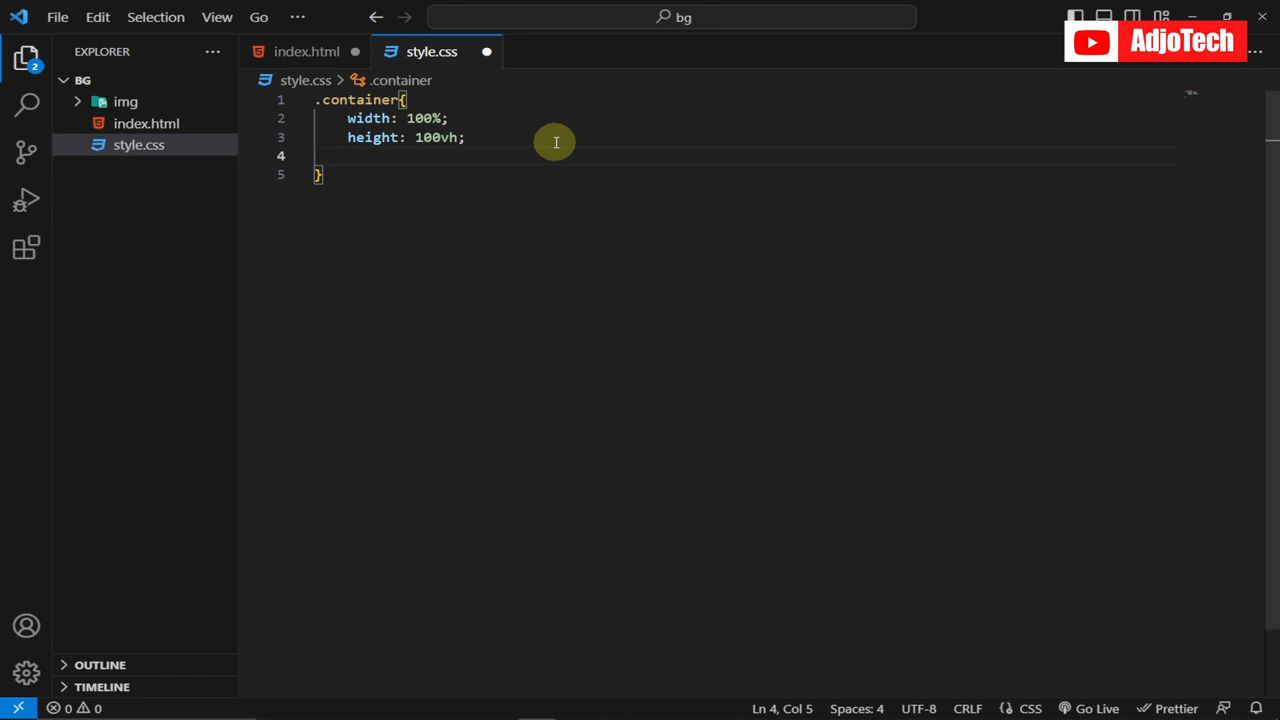 File Edit Selection View Go ··· bg
AdjoTech
EXPLORER ···
index.html
style.css
···
BG
img
index.html
style.css
style.css > .container
1 .container{
2 width: 100%;
3 height: 100vh;
4
5 }
2
OUTLINE
TIMELINE
0 0 Ln 4, Col 5 Spaces: 4 UTF-8 CRLF CSS Go Live Prettier